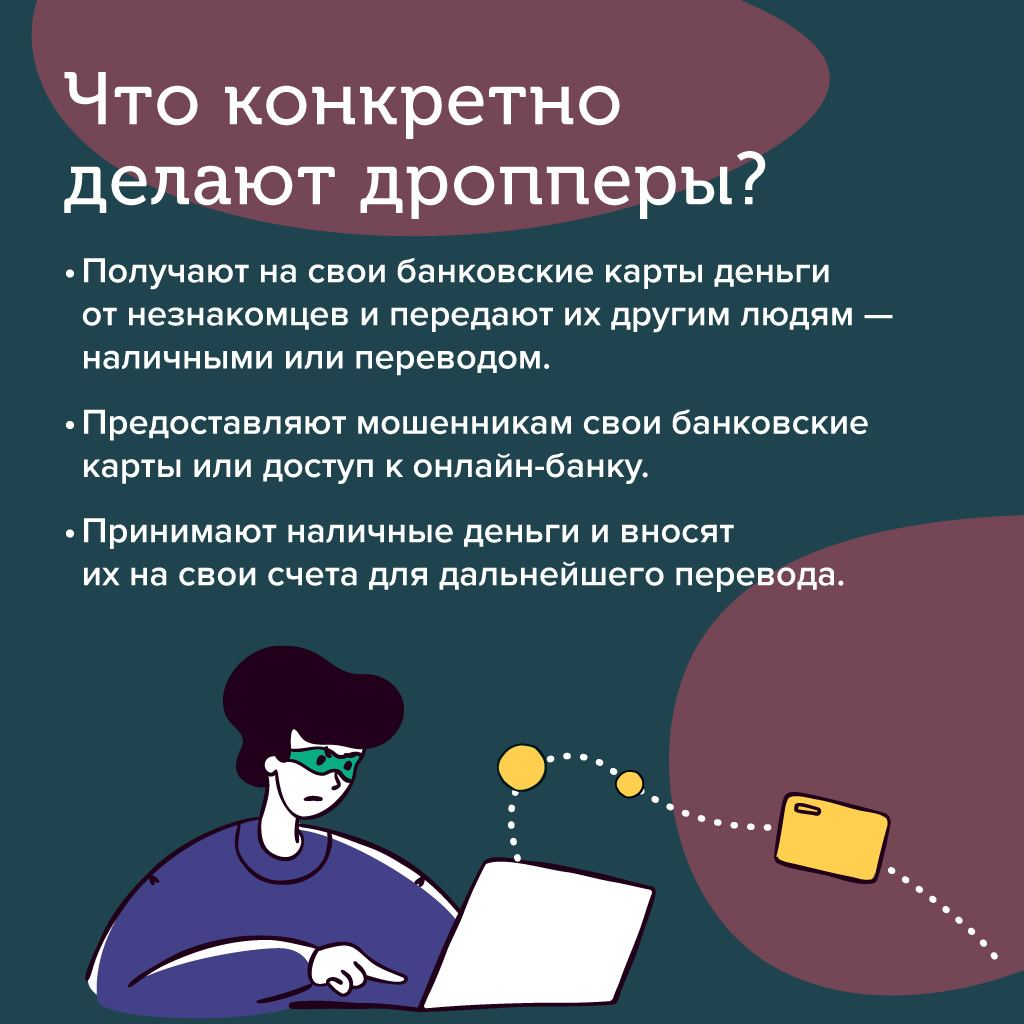 Что конкретно
делают дропперы?
• Получают на свои банковские карты деньги
от незнакомцев и передают их другим людям —
наличными или переводом.
• Предоставляют мошенникам свои банковские
карты или доступ к онлайн-банку.
• Принимают наличные деньги и вносят
их на свои счета для дальнейшего перевода.